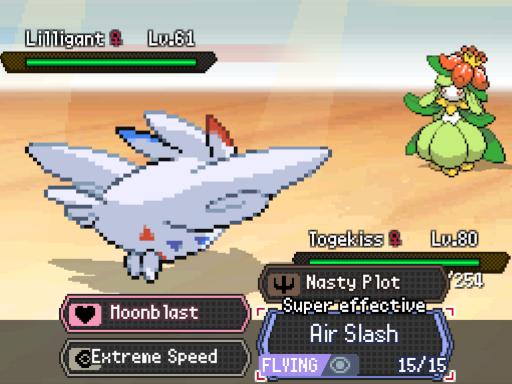 Lilligant ♀ Lv.61
Togekiss ♀ Lv.80
/254
Nasty Plot
Super effective
Moonblast
Air Slash
Extreme Speed
FLYING 15/15